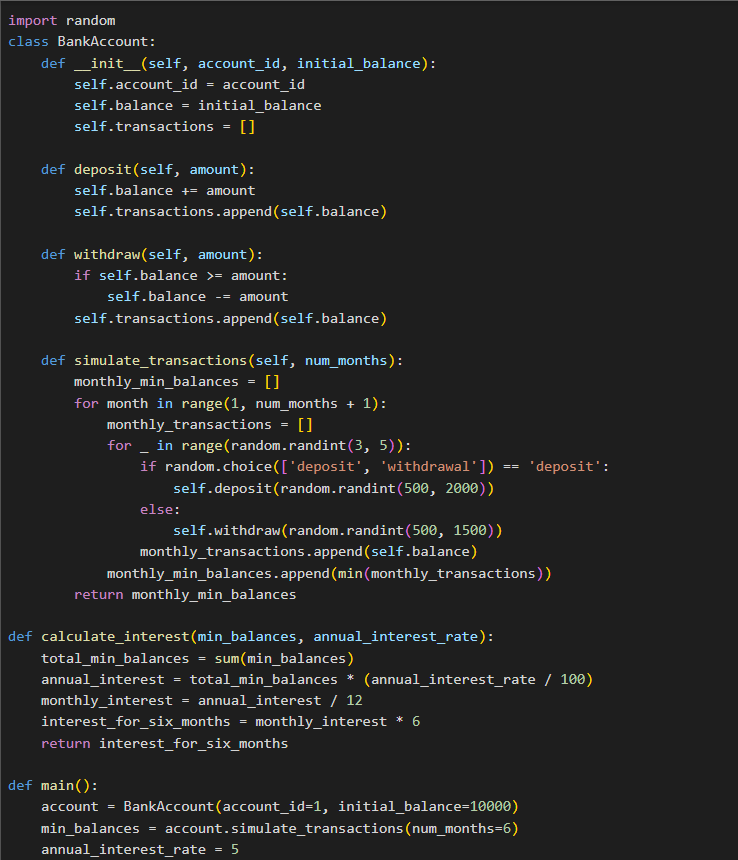 import random
class BankAccount:
    def __init__(self, account_id, initial_balance):
        self.account_id = account_id
        self.balance = initial_balance
        self.transactions = []

    def deposit(self, amount):
        self.balance += amount
        self.transactions.append(self.balance)

    def withdraw(self, amount):
        if self.balance >= amount:
            self.balance -= amount
        self.transactions.append(self.balance)

    def simulate_transactions(self, num_months):
        monthly_min_balances = []
        for month in range(1, num_months + 1):
            monthly_transactions = []
            for _ in range(random.randint(3, 5)):
                if random.choice(['deposit', 'withdrawal']) == 'deposit':
                    self.deposit(random.randint(500, 2000))
                else:
                    self.withdraw(random.randint(500, 1500))
                monthly_transactions.append(self.balance)
            monthly_min_balances.append(min(monthly_transactions))
        return monthly_min_balances

def calculate_interest(min_balances, annual_interest_rate):
    total_min_balances = sum(min_balances)
    annual_interest = total_min_balances * (annual_interest_rate / 100)
    monthly_interest = annual_interest / 12
    interest_for_six_months = monthly_interest * 6
    return interest_for_six_months

def main():
    account = BankAccount(account_id=1, initial_balance=10000)
    min_balances = account.simulate_transactions(num_months=6)
    annual_interest_rate = 5